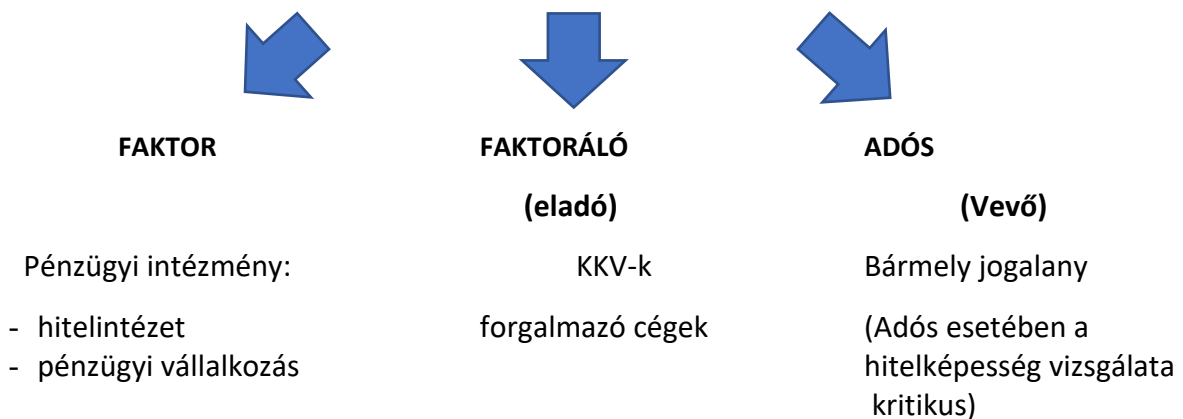 FAKTOR
FAKTORÁLÓ
ADÓS
(eladó)
(Vevő)
Pénzügyi intézmény:
KKV-k
Bármely jogalany
- hitelintézet
- pénzügyi vállalkozás
forgalmazó cégek
(Adós esetében a
hitelképesség vizsgálata
kritikus)